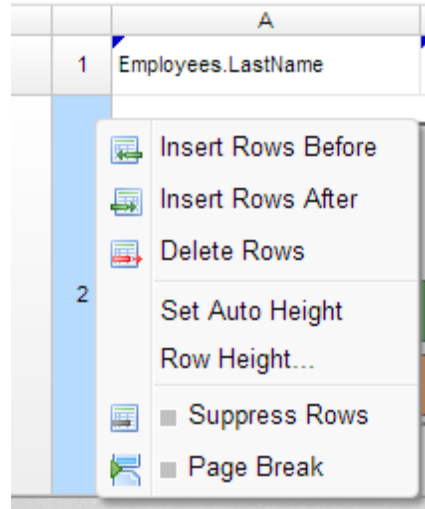 A
1
Employees.LastName
Insert Rows Before
Insert Rows After
Delete Rows
2
Set Auto Height
Row Height...
Suppress Rows
Page Break